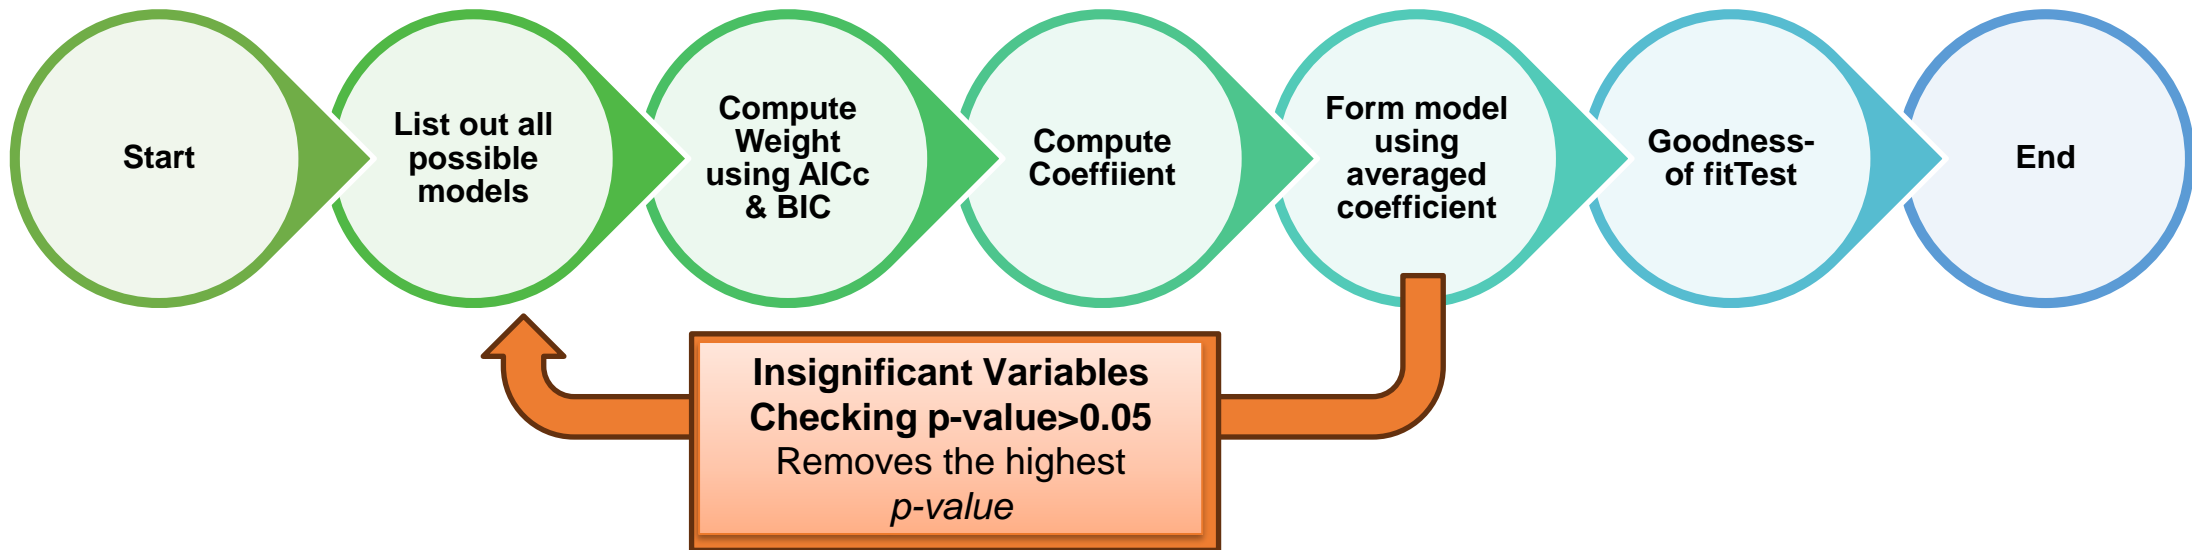 Start
List out all
possible
models
Compute
Weight
using AICc
& BIC
Compute
Coeffiient
Form model
using
averaged
coefficient
Goodness-
of fitTest
End
Insignificant Variables
Checking p-value>0.05
Removes the highest
p-value